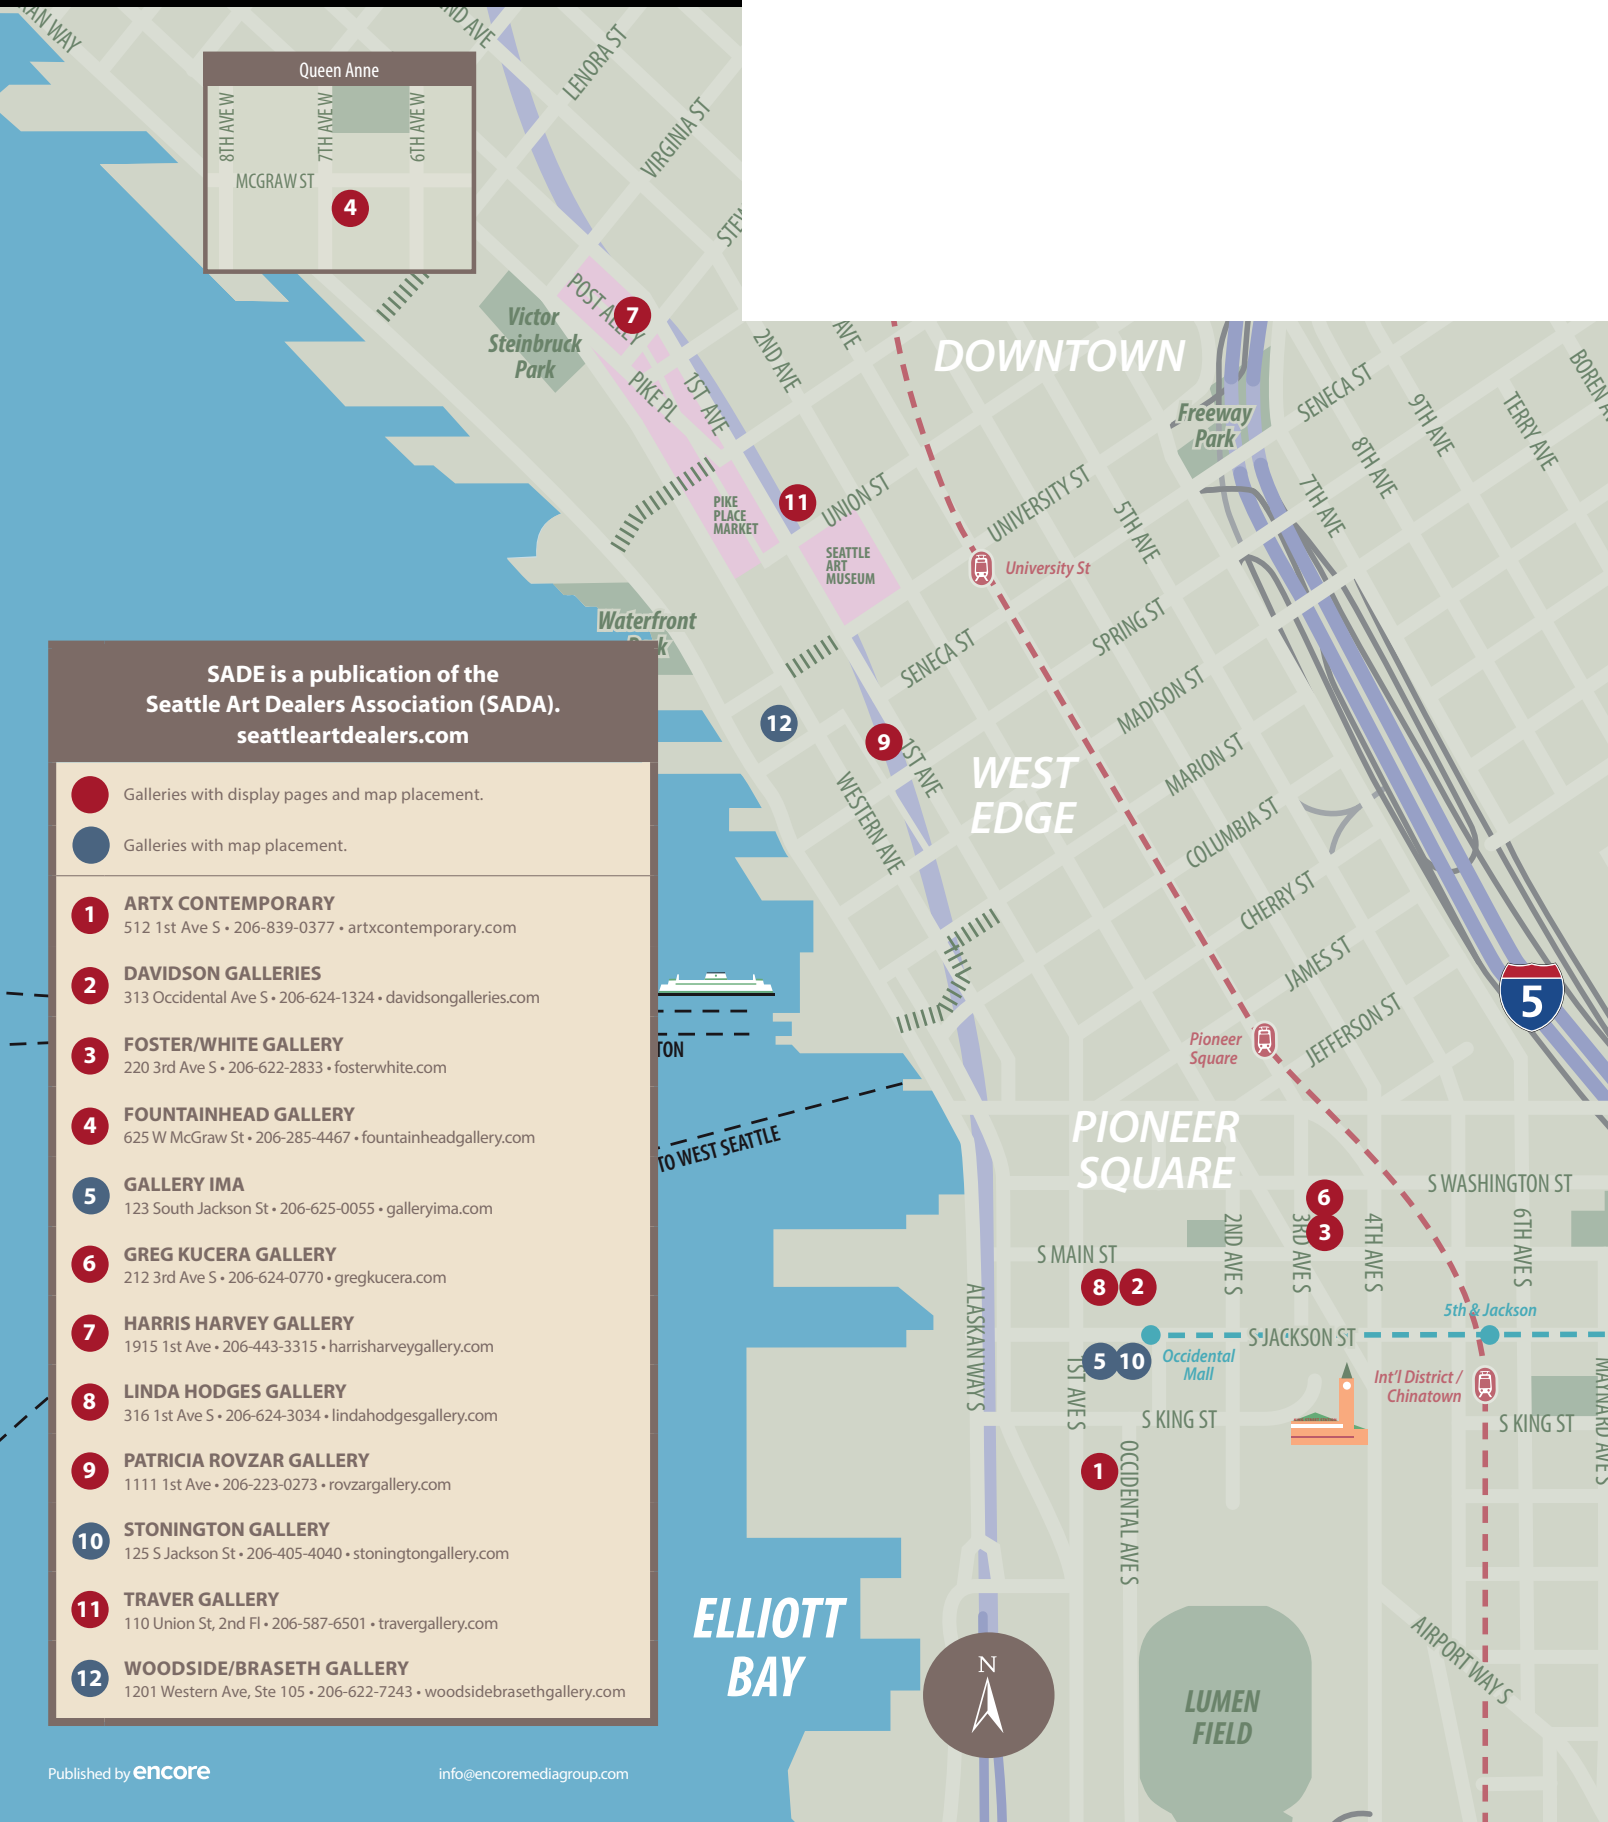 Queen Anne
8TH AVE W
7TH AVE W
6TH AVE W
MCGRAW ST
4
LENORA ST
VIRGINIA ST
POST ALLEY
7
Victor
Steinbruck
Park
PIKE PL
1ST AVE
2ND AVE
AVE
DOWNTOWN
Freeway
Park
SENECA ST
9TH AVE
TERRY AVE
8TH AVE
7TH AVE
PIKE
PLACE
MARKET
11
UNION ST
UNIVERSITY ST
5TH AVE
SEATTLE
ART
MUSEUM
University St
Waterfront
SPRING ST
SENECA ST
MADISON ST
12
9
1ST AVE
WEST
EDGE
MARION ST
WESTERN AVE
COLUMBIA ST
CHERRY ST
JAMES ST
5
JEFFERSON ST
Pioneer
Square
PIONEER
SQUARE
TO WEST SEATTLE
S WASHINGTON ST
6
3
2ND AVE S
3RD AVE S
4TH AVE S
6TH AVE S
S MAIN ST
8
2
ALASKAN WAY S
5th & Jackson
S JACKSON ST
Occidental
Mall
5
10
1ST AVE S
Int'l District /
Chinatown
MAYNARD AVE S
S KING ST
S KING ST
1
OCCIDENTAL AVE S
AIRPORT WAY S
LUMEN
FIELD
N
ELLIOTT
BAY
SADE is a publication of the
Seattle Art Dealers Association (SADA).
seattleartdealers.com
Galleries with display pages and map placement.
Galleries with map placement.
1 ARTX CONTEMPORARY
512 1st Ave S • 206-839-0377 • artxcontemporary.com
2 DAVIDSON GALLERIES
313 Occidental Ave S • 206-624-1324 • davidsongalleries.com
3 FOSTER/WHITE GALLERY
220 3rd Ave S • 206-622-2833 • fosterwhite.com
4 FOUNTAINHEAD GALLERY
625 W McGraw St • 206-285-4467 • fountainheadgallery.com
5 GALLERY IMA
123 South Jackson St • 206-625-0055 • galleryima.com
6 GREG KUCERA GALLERY
212 3rd Ave S • 206-624-0770 • gregkucera.com
7 HARRIS HARVEY GALLERY
1915 1st Ave • 206-443-3315 • harrisharveygallery.com
8 LINDA HODGES GALLERY
316 1st Ave S • 206-624-3034 • lindahodgesgallery.com
9 PATRICIA ROVZAR GALLERY
1111 1st Ave • 206-223-0273 • rovzargallery.com
10 STONINGTON GALLERY
125 S Jackson St • 206-405-4040 • stoningtongallery.com
11 TRAVER GALLERY
110 Union St, 2nd Fl • 206-587-6501 • travergallery.com
12 WOODSIDE/BRASETH GALLERY
1201 Western Ave, Ste 105 • 206-622-7243 • woodsidebrasethgallery.com
Published by encore
info@encoremediagroup.com